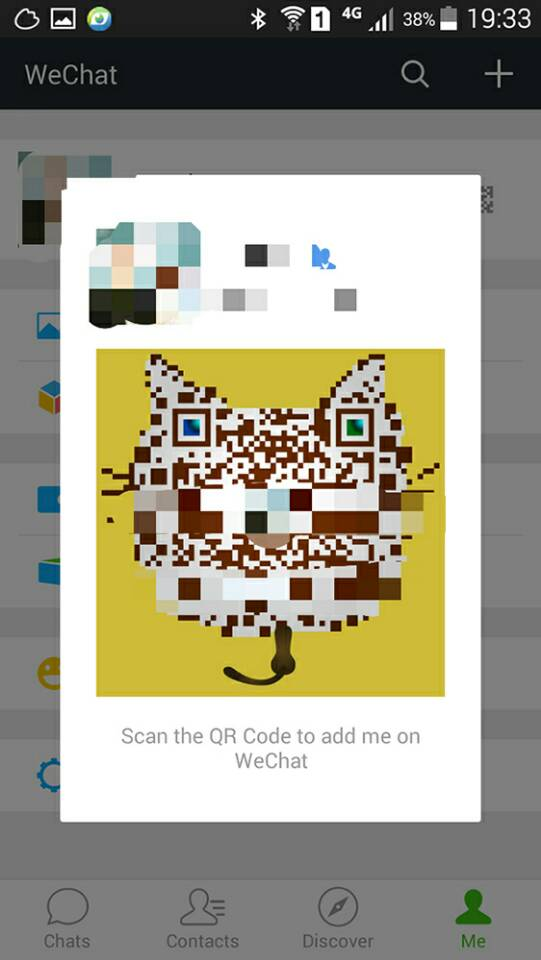 1 4G 38% 19:33
WeChat
Scan the QR Code to add me on
WeChat
Chats Contacts Discover Me